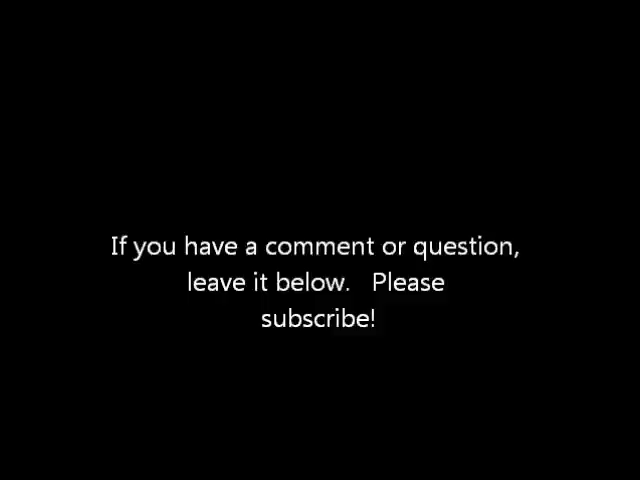 If you have a comment or question,
leave it below.   Please
subscribe!